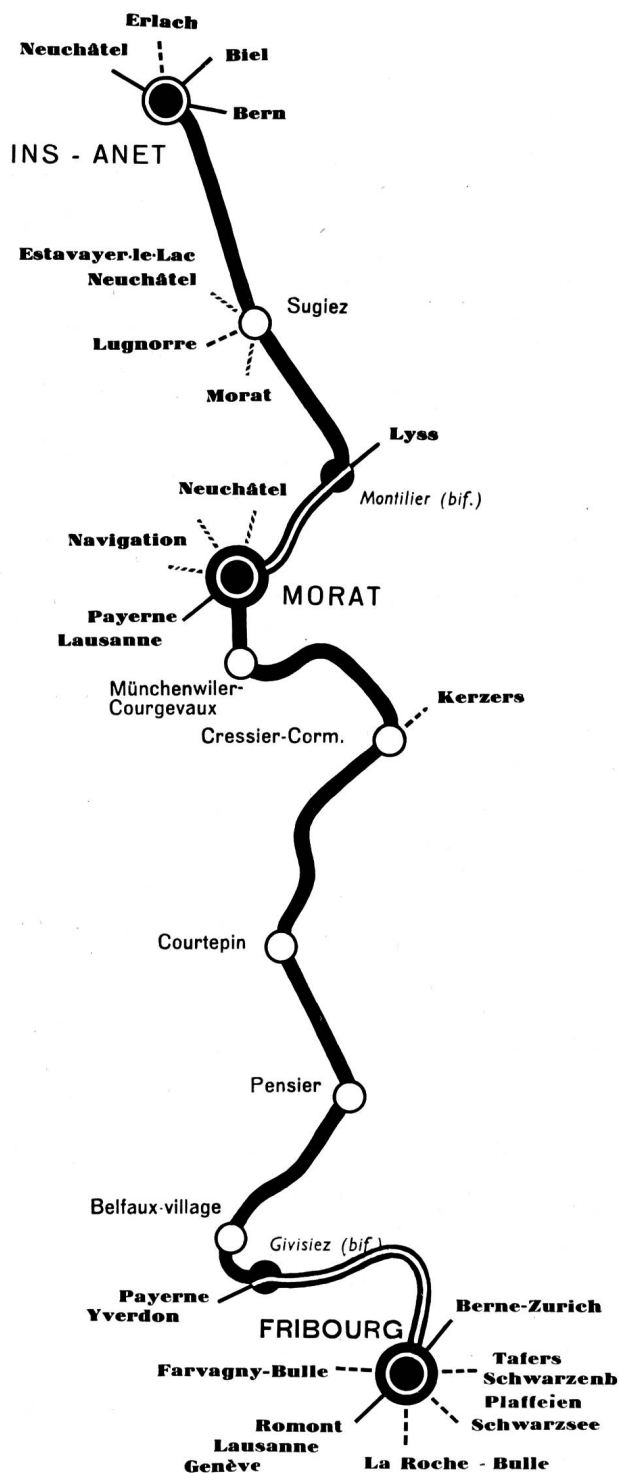 Erlach
Neuchâtel
Biel
Bern
INS - ANET
Estavayer-le-Lac
Neuchâtel
Sugiez
Lugnorre
Morat
Lyss
Neuchâtel
Montilier (bif.)
Navigation
MORAT
Payerne
Lausanne
Münchenwiler-
Courgevaux
Kerzers
Cressier-Corm.
Courtepin
Pensier
Belfaux-village
Givisiez (bif.)
Payerne
Yverdon
Berne-Zurich
FRIBOURG
Farvagny-Bulle
Tafers
Schwarzenb
Plaffeien
Schwarzsee
Romont
Lausanne
Genève
La Roche - Bulle